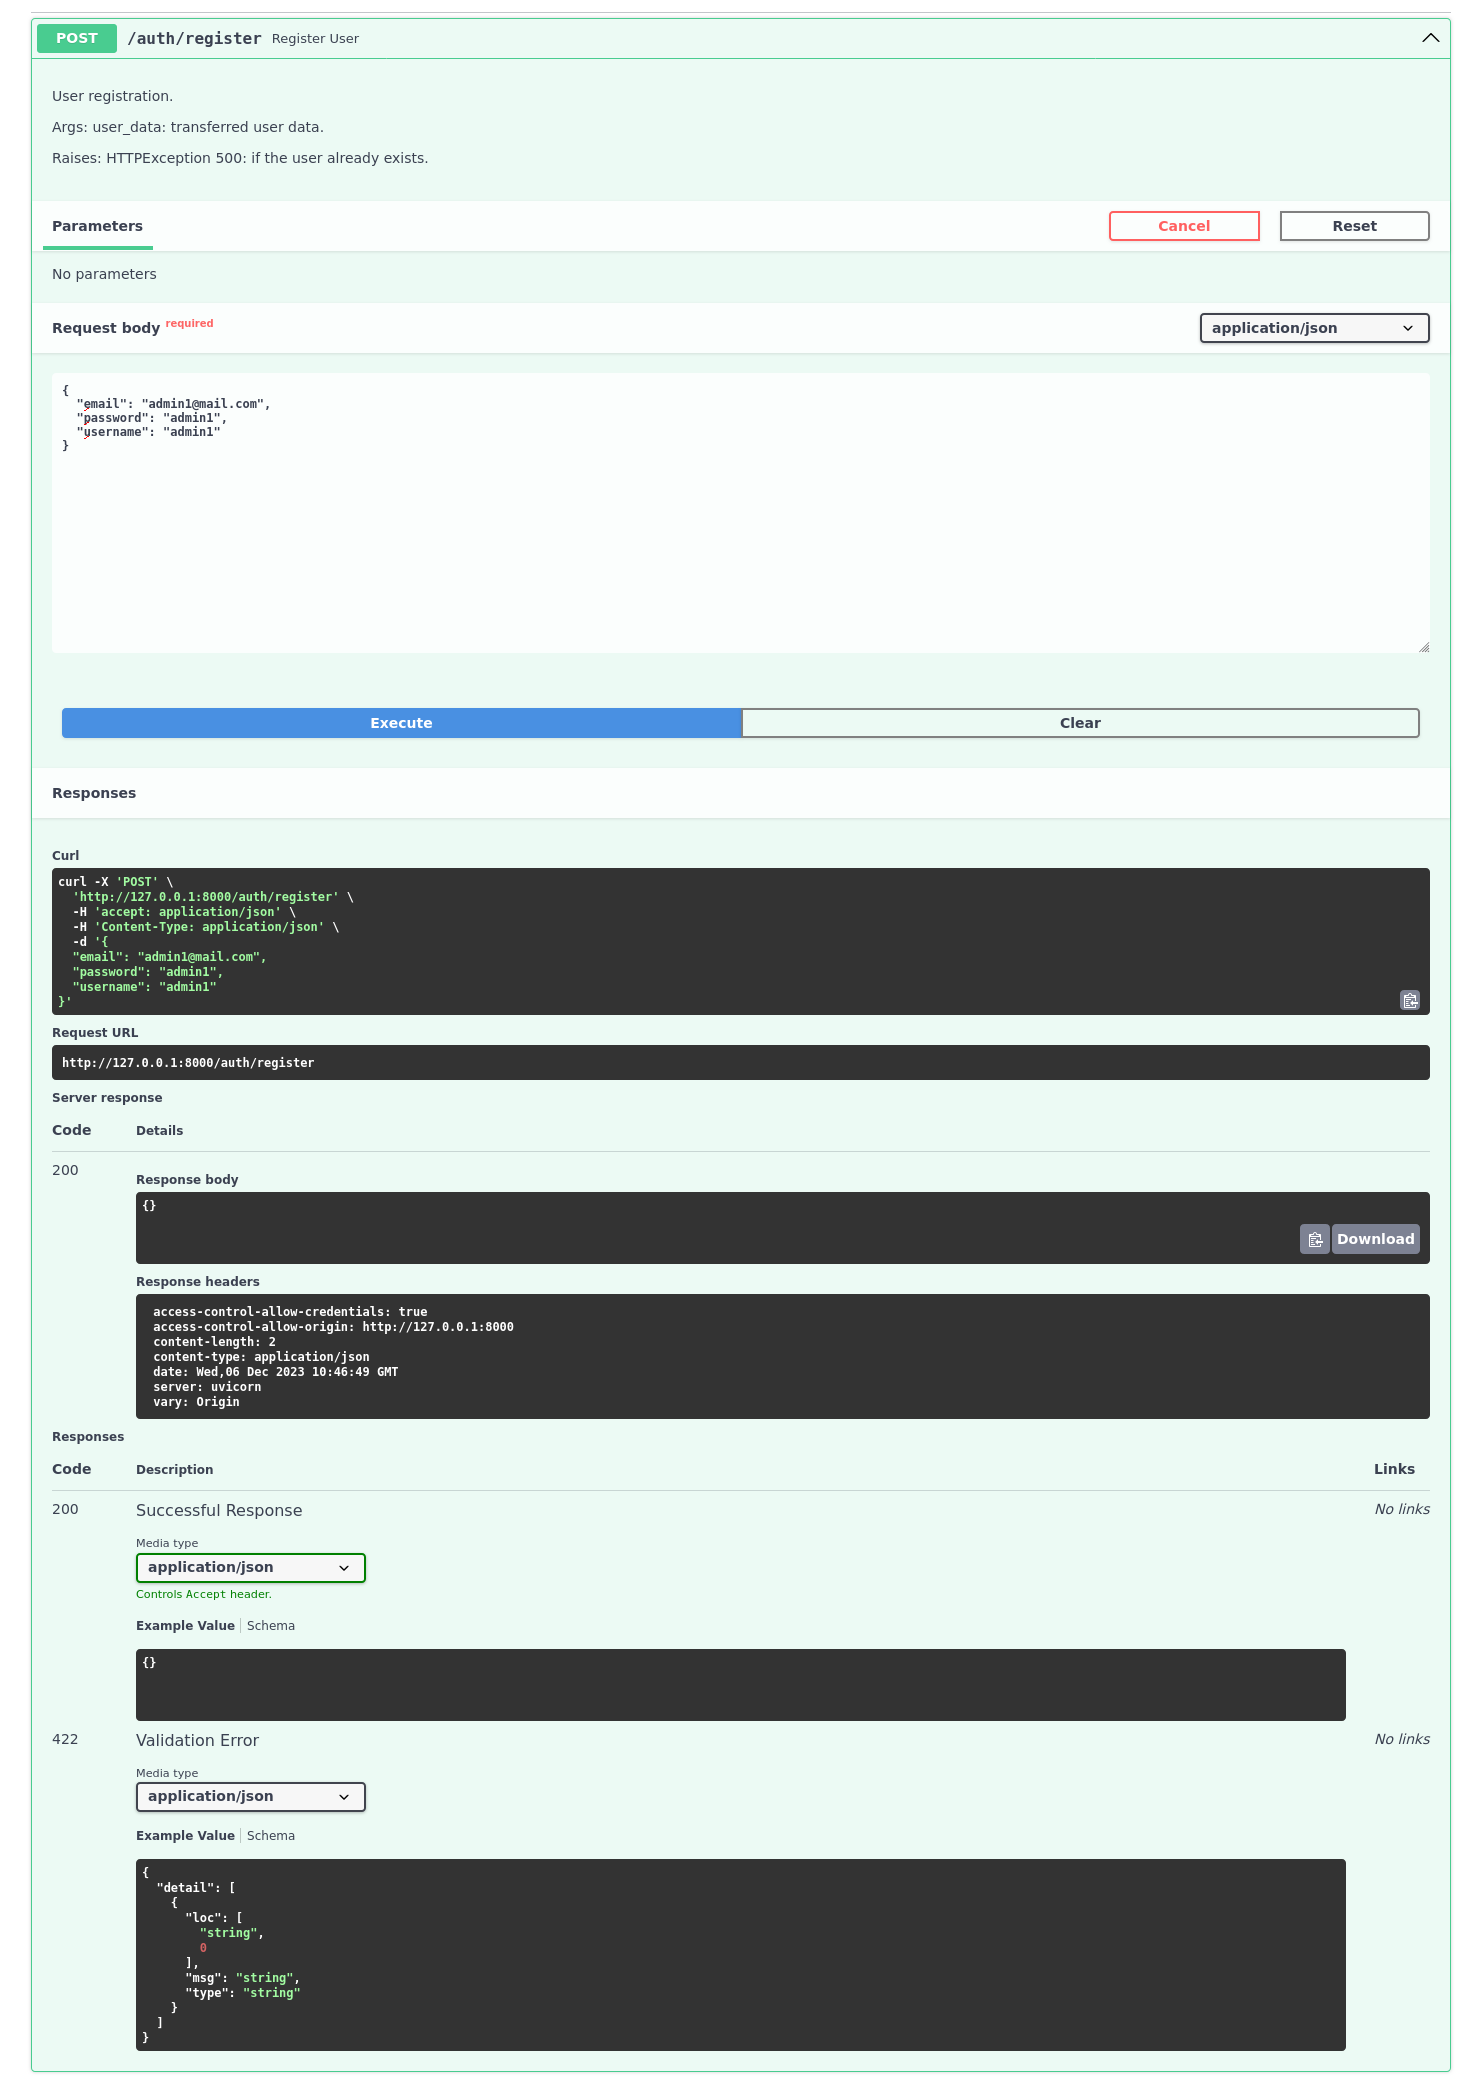 POST /auth/register Register User
User registration.
Args: user_data: transferred user data.
Raises: HTTPException 500: if the user already exists.
Parameters Cancel Reset
No parameters
Request body required application/json
{
  "email": "admin1@mail.com",
  "password": "admin1",
  "username": "admin1"
}
Execute Clear
Responses
Curl
curl -X 'POST' \
  'http://127.0.0.1:8000/auth/register' \
  -H 'accept: application/json' \
  -H 'Content-Type: application/json' \
  -d '{
  "email": "admin1@mail.com",
  "password": "admin1",
  "username": "admin1"
}'
Request URL
http://127.0.0.1:8000/auth/register
Server response
Code Details
200
Response body
{}
Download
Response headers
access-control-allow-credentials: true
access-control-allow-origin: http://127.0.0.1:8000
content-length: 2
content-type: application/json
date: Wed,06 Dec 2023 10:46:49 GMT
server: uvicorn
vary: Origin
Responses
Code Description Links
200 Successful Response No links
Media type
application/json
Controls Accept header.
Example Value Schema
{}
422 Validation Error No links
Media type
application/json
Example Value Schema
{
  "detail": [
    {
      "loc": [
        "string",
        0
      ],
      "msg": "string",
      "type": "string"
    }
  ]
}